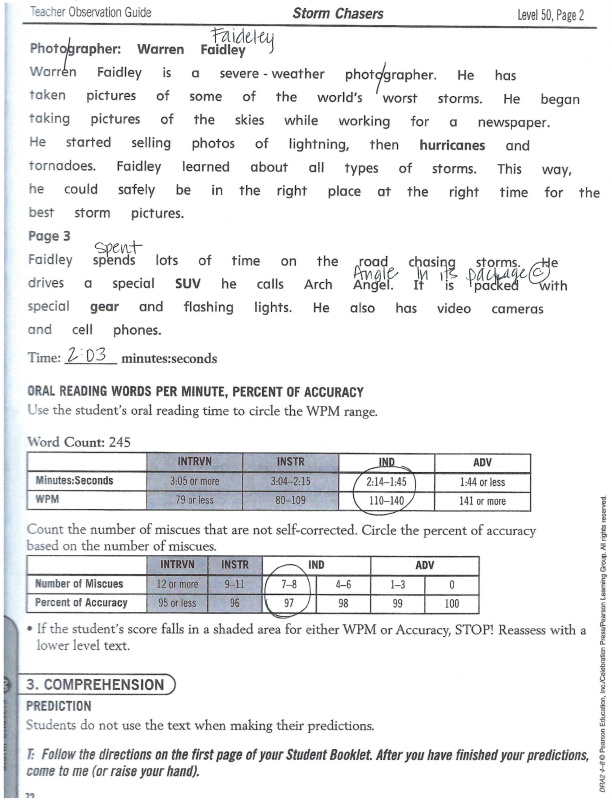 Teacher Observation Guide Storm Chasers Level 50, Page 2
Faideley
Photographer: Warren Faidley
Warren Faidley is a severe - weather photographer. He has
taken pictures of some of the world's worst storms. He began
taking pictures of the skies while working for a newspaper.
He started selling photos of lightning, then hurricanes and
tornadoes. Faidley learned about all types of storms. This way,
he could safely be in the right place at the right time for the
best storm pictures.
Page 3
spent
Faidley spends lots of time on the road chasing storms. He
Angle In its package c
drives a special SUV he calls Arch Angel. It is packed with
special gear and flashing lights. He also has video cameras
and cell phones.
Time: 2:03 minutes:seconds
ORAL READING WORDS PER MINUTE, PERCENT OF ACCURACY
Use the student's oral reading time to circle the WPM range.
Word Count: 245
INTRVN INSTR IND ADV
Minutes:Seconds 3:05 or more 3:04–2:15 2:14–1:45 1:44 or less
WPM 79 or less 80–109 110–140 141 or more
Count the number of miscues that are not self-corrected. Circle the percent of accuracy
based on the number of miscues.
INTRVN INSTR IND ADV
Number of Miscues 12 or more 9–11 7–8 4–6 1–3 0
Percent of Accuracy 95 or less 96 97 98 99 100
• If the student's score falls in a shaded area for either WPM or Accuracy, STOP! Reassess with a
lower level text.
3. COMPREHENSION
PREDICTION
Students do not use the text when making their predictions.
T: Follow the directions on the first page of your Student Booklet. After you have finished your predictions,
come to me (or raise your hand).
DRA2 4–8 © Pearson Education, Inc./Celebration Press/Pearson Learning Group. All rights reserved.